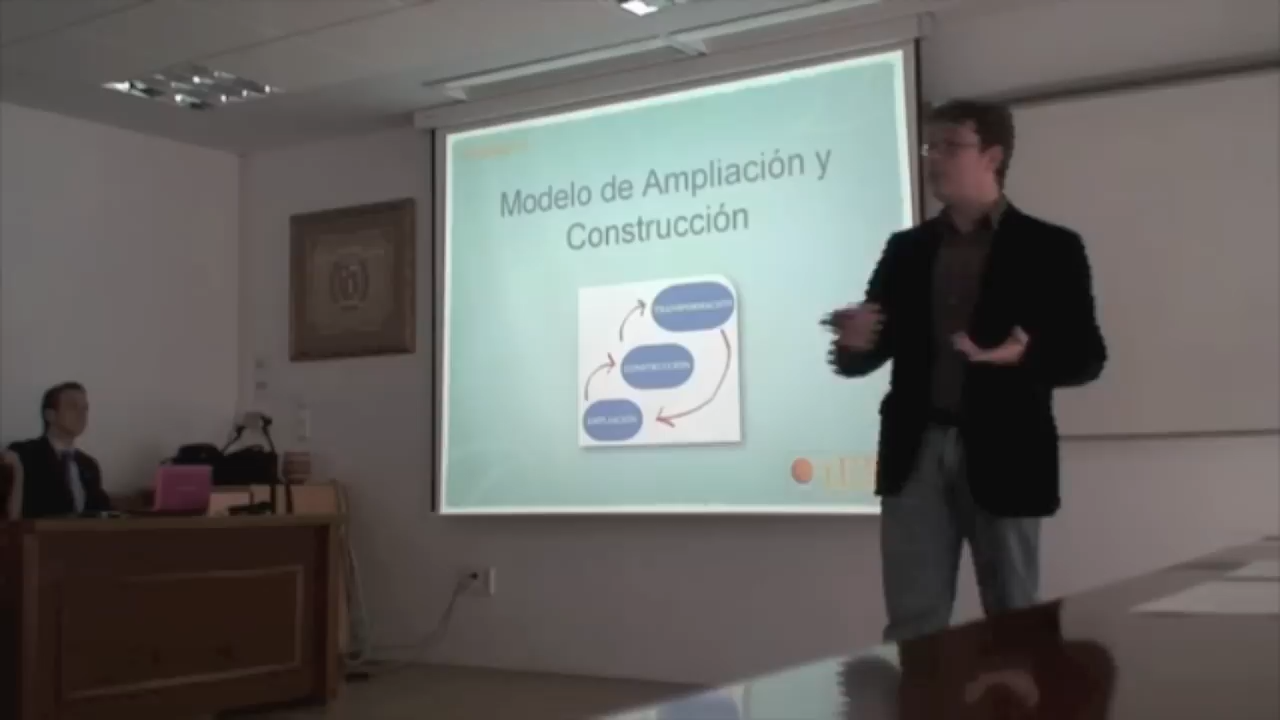 Modelo de Ampliación y
Construcción
TRANSFORMACIÓN
CONSTRUCCIÓN
AMPLIACIÓN